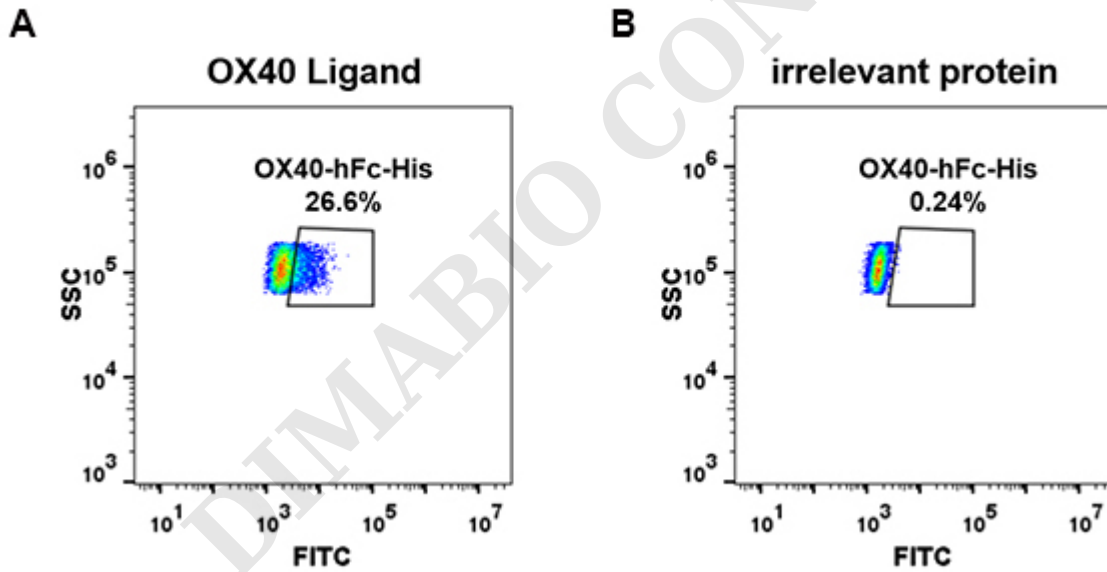 A
OX40 Ligand
OX40-hFc-His
26.6%
SSC
10^6
10^5
10^4
10^3
10^1
10^3
10^5
10^7
FITC
B
irrelevant protein
OX40-hFc-His
0.24%
SSC
10^6
10^5
10^4
10^3
10^1
10^3
10^5
10^7
FITC
DIMABIO CON